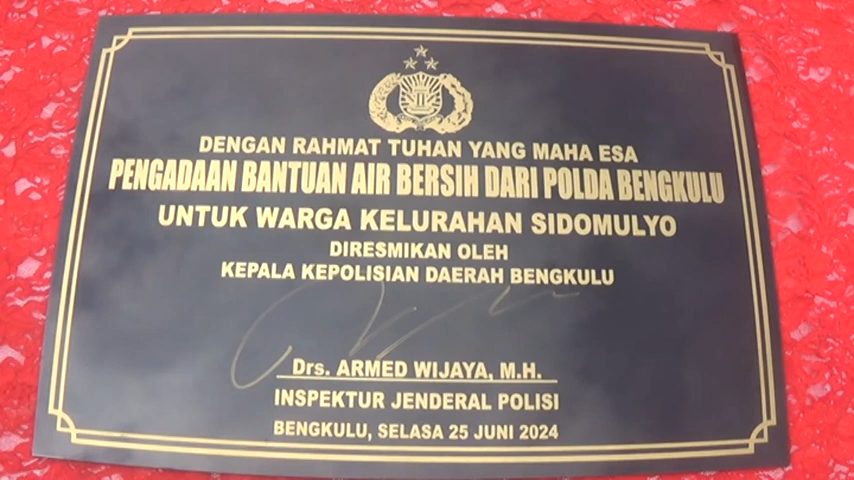 DENGAN RAHMAT TUHAN YANG MAHA ESA
PENGADAAN BANTUAN AIR BERSIH DARI POLDA BENGKULU
UNTUK WARGA KELURAHAN SIDOMULYO
DIRESMIKAN OLEH
KEPALA KEPOLISIAN DAERAH BENGKULU
Drs. ARMED WIJAYA, M.H.
INSPEKTUR JENDERAL POLISI
BENGKULU, SELASA 25 JUNI 2024